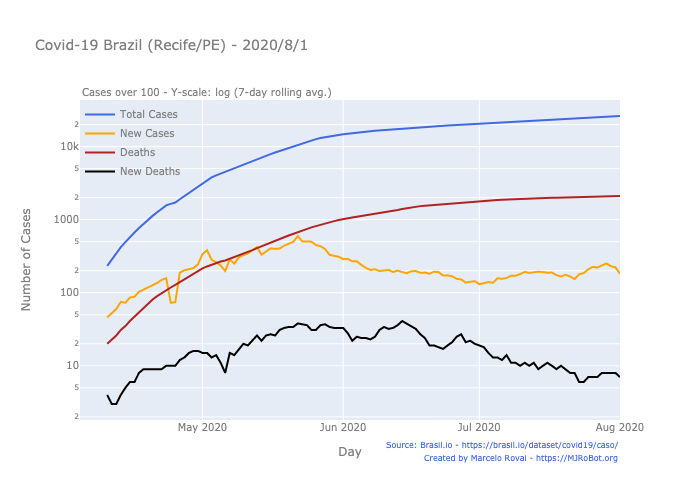 Covid-19 Brazil (Recife/PE) - 2020/8/1
Cases over 100 - Y-scale: log (7-day rolling avg.)
Total Cases
New Cases
Deaths
New Deaths
2
10k
5
2
1000
5
2
100
5
2
10
5
2
Number of Cases
May 2020
Jun 2020
Jul 2020
Aug 2020
Day
Source: Brasil.io - https://brasil.io/dataset/covid19/caso/
Created by Marcelo Rovai - https://MJRoBot.org